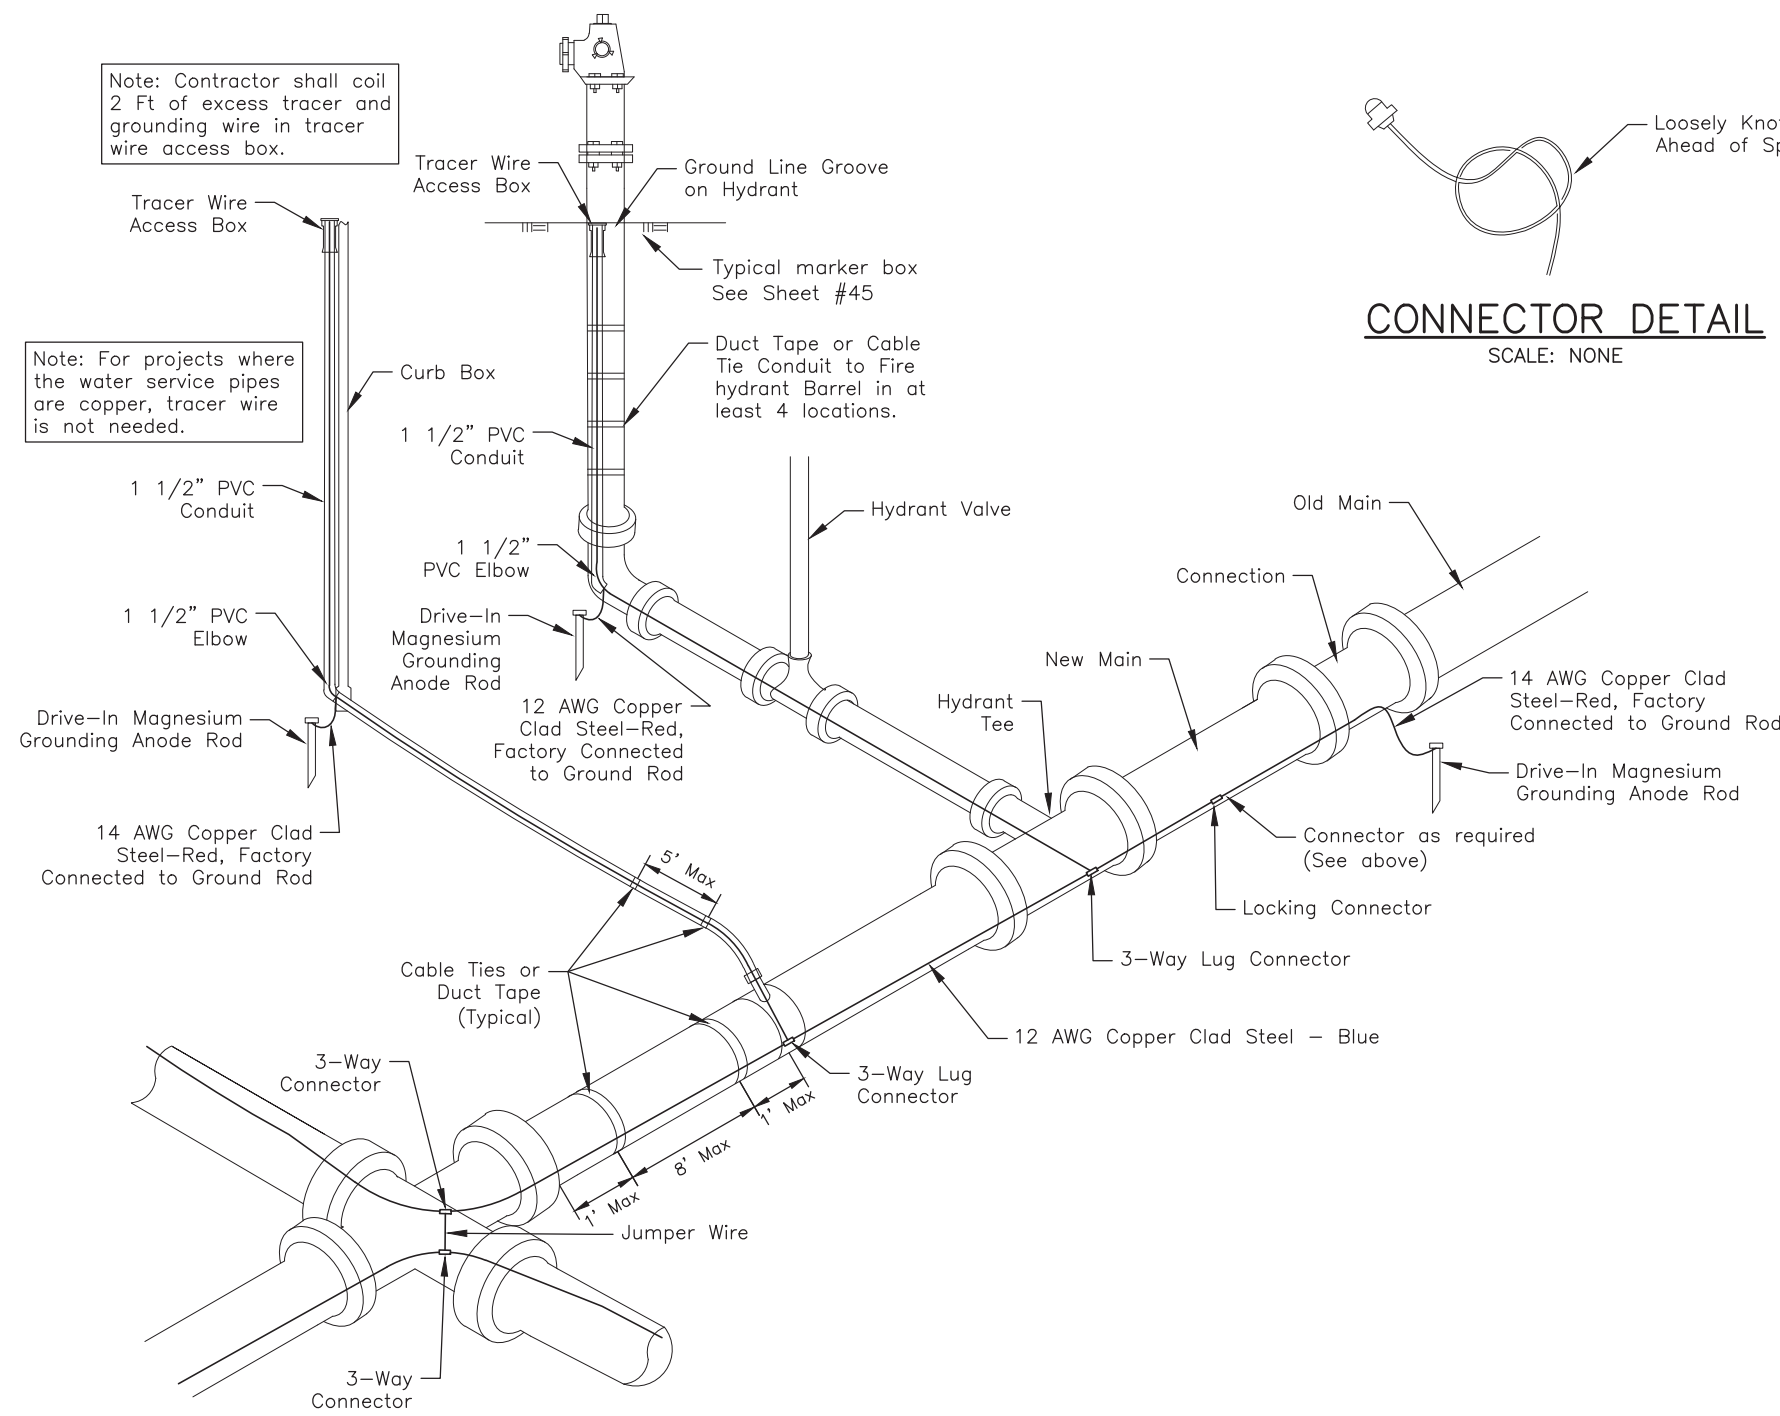 Note: Contractor shall coil
2 Ft of excess tracer and
grounding wire in tracer
wire access box.
Tracer Wire
Access Box
Ground Line Groove
on Hydrant
Loosely
Ahead of
Tracer Wire
Access Box
Typical marker box
See Sheet #45
CONNECTOR DETAIL
SCALE: NONE
Note: For projects where
the water service pipes
are copper, tracer wire
is not needed.
Curb Box
Duct Tape or Cable
Tie Conduit to Fire
hydrant Barrel in at
least 4 locations.
1 1/2” PVC
Conduit
1 1/2” PVC
Conduit
Hydrant Valve
Old Main
1 1/2”
PVC Elbow
Connection
1 1/2” PVC
Elbow
Drive-In
Magnesium
Grounding
Anode Rod
New Main
14 AWG Copper Clad
Steel-Red, Factory
Connected to Ground Rod
Drive-In Magnesium
Grounding Anode Rod
12 AWG Copper
Clad Steel-Red,
Factory Connected
to Ground Rod
Hydrant
Tee
Drive-In Magnesium
Grounding Anode Rod
14 AWG Copper Clad
Steel-Red, Factory
Connected to Ground Rod
Connector as required
(See above)
5’ Max
Locking Connector
3-Way Lug Connector
Cable Ties or
Duct Tape
(Typical)
12 AWG Copper Clad Steel - Blue
3-Way
Connector
3-Way Lug
Connector
1’ Max
8’ Max
1’ Max
Jumper Wire
3-Way
Connector